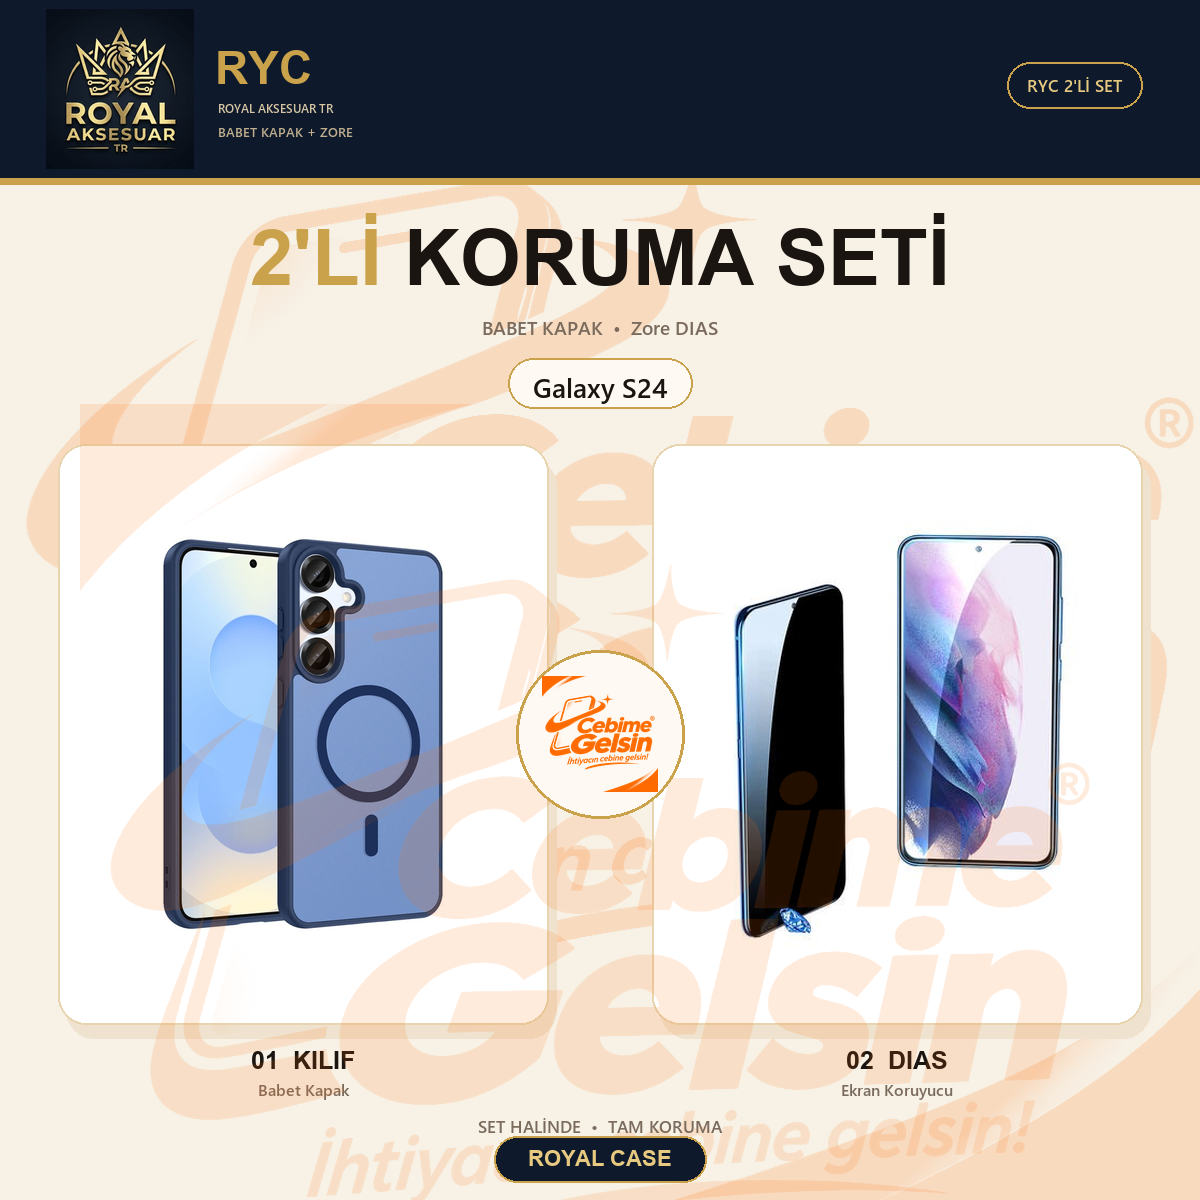 RYC
ROYAL AKSESUAR TR
BABET KAPAK + ZORE
ROYAL
AKSESUAR
TR
RYC 2'Lİ SET
2'Lİ KORUMA SETİ
BABET KAPAK • Zore DIAS
Galaxy S24
Cebime®
Gelsin
İhtiyacın cebine gelsin!
Cebime®
Gelsin
01 KILIF
Babet Kapak
02 DIAS
Ekran Koruyucu
SET HALİNDE • TAM KORUMA
ROYAL CASE